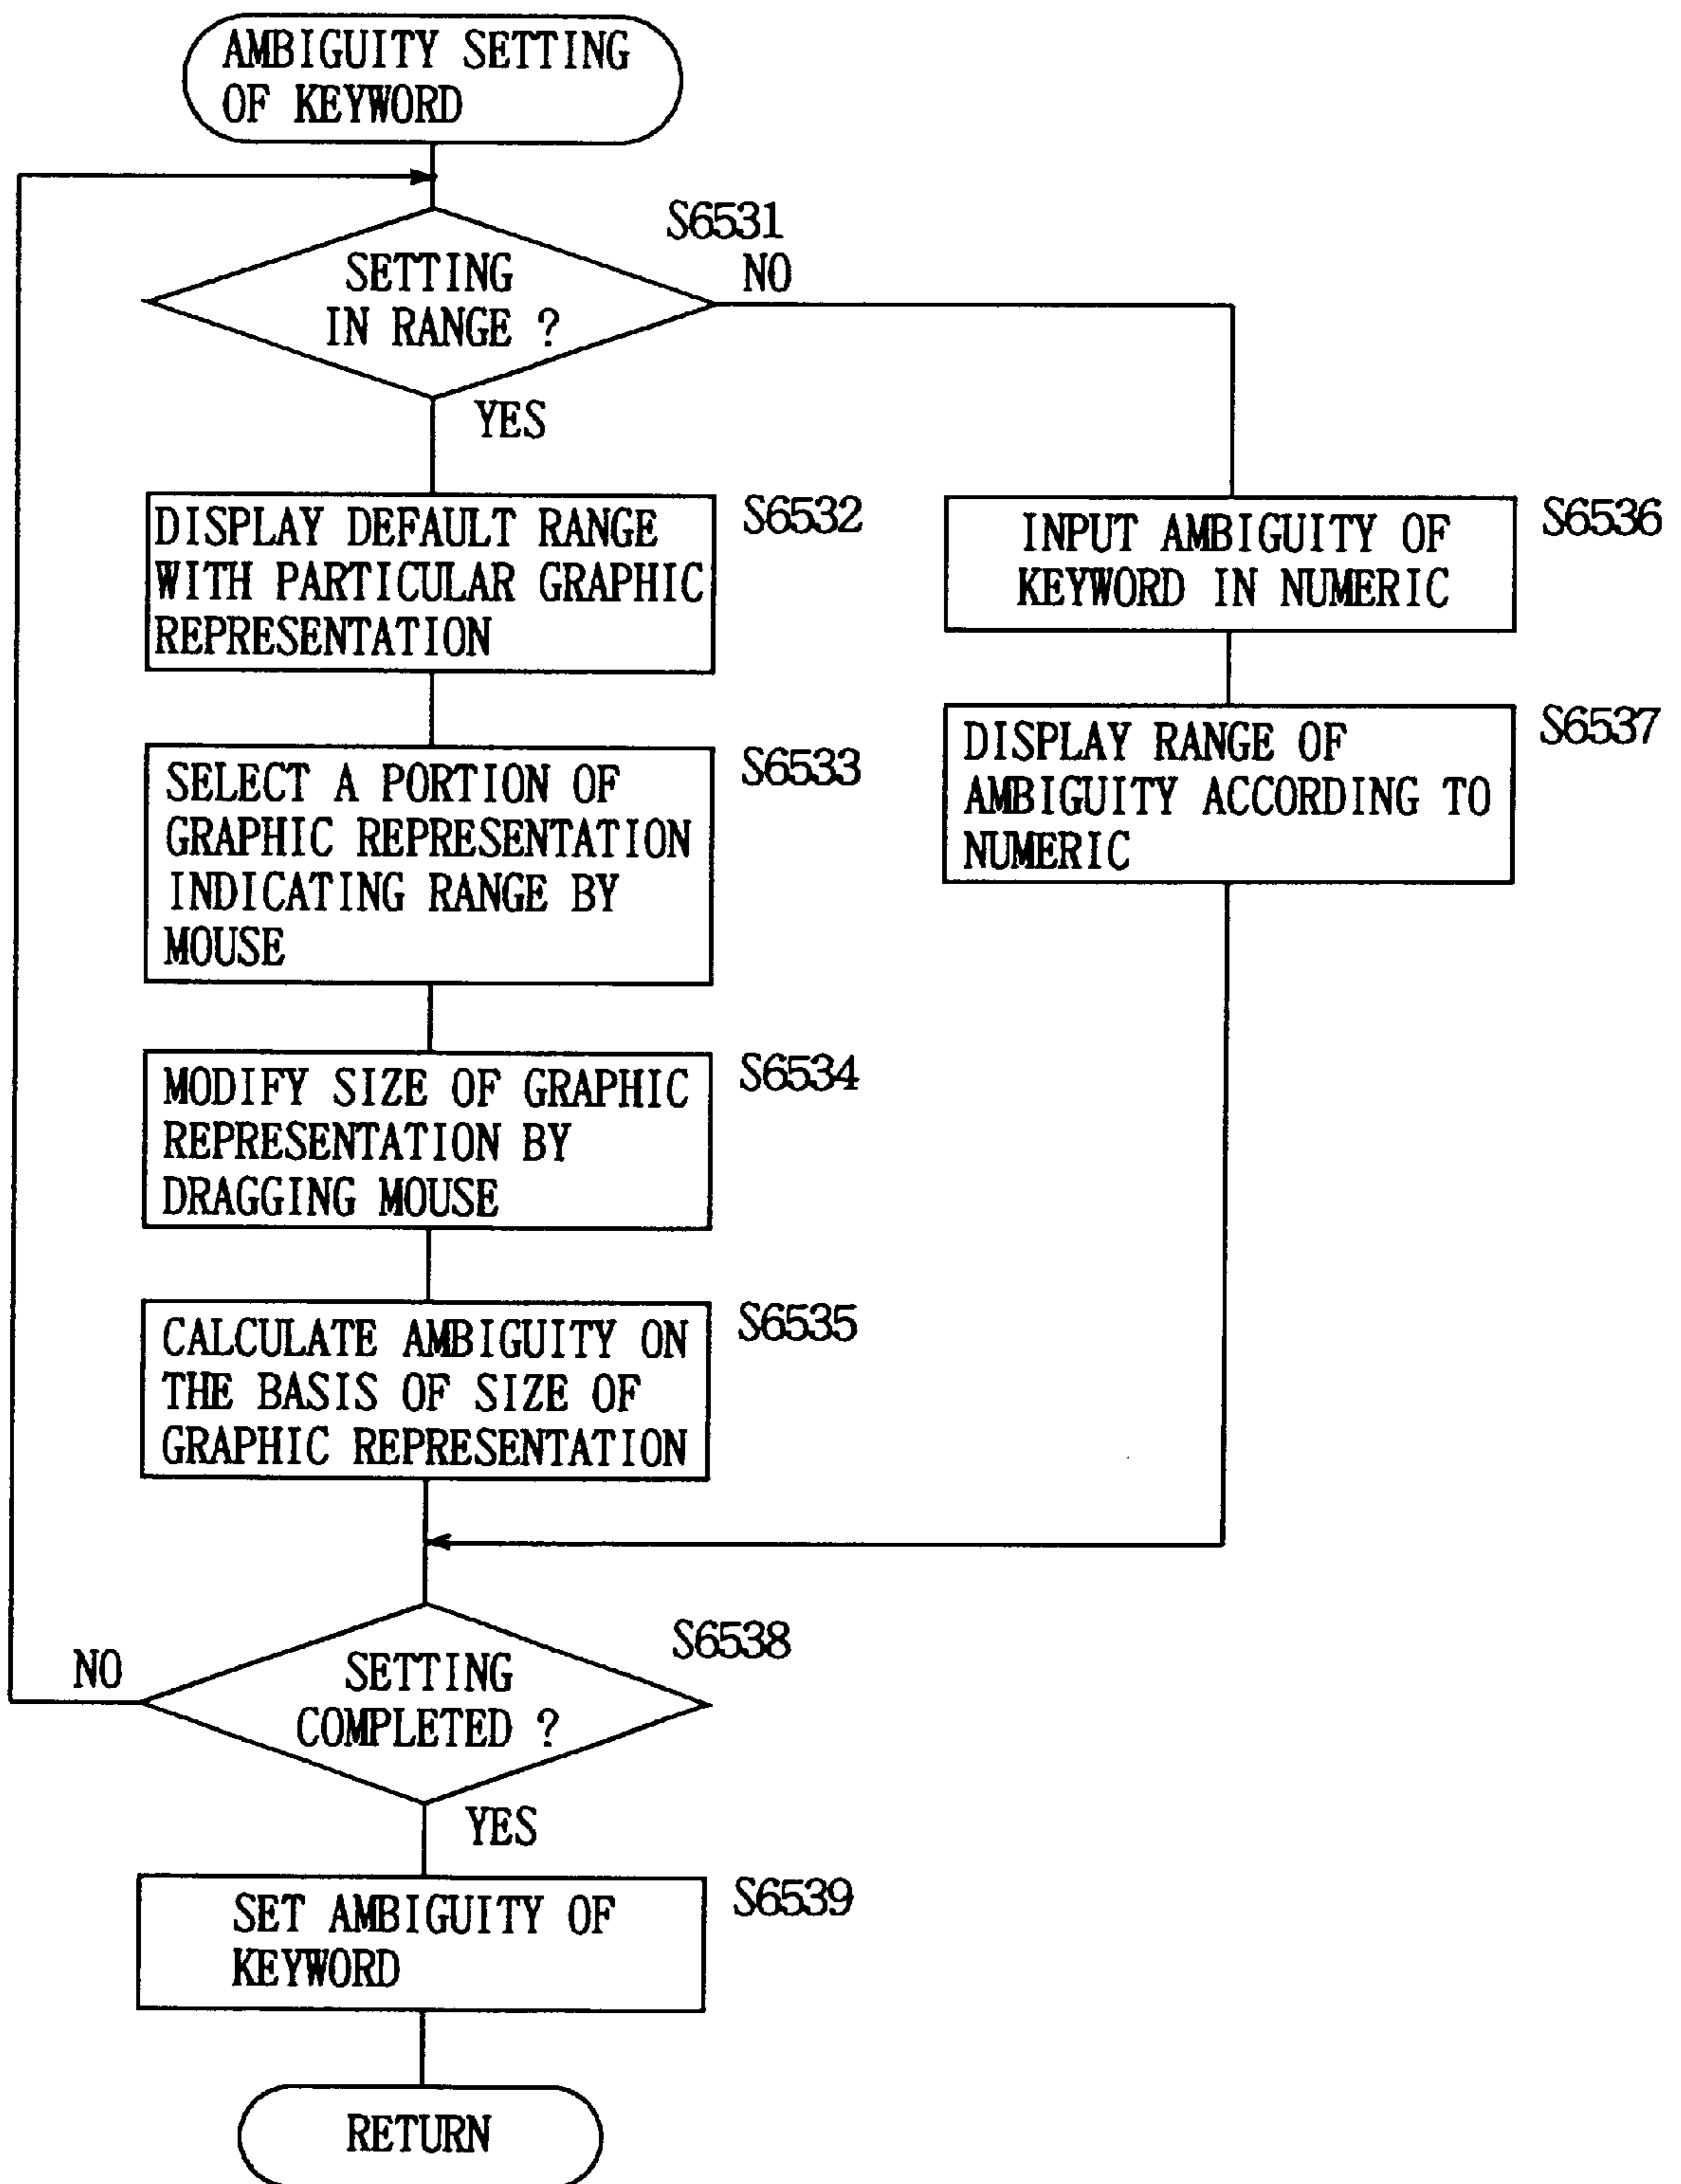 AMBIGUITY SETTING
OF KEYWORD
S6531
SETTING
IN RANGE ?
NO
YES
DISPLAY DEFAULT RANGE
WITH PARTICULAR GRAPHIC
REPRESENTATION
S6532
INPUT AMBIGUITY OF
KEYWORD IN NUMERIC
S6536
SELECT A PORTION OF
GRAPHIC REPRESENTATION
INDICATING RANGE BY
MOUSE
S6533
DISPLAY RANGE OF
AMBIGUITY ACCORDING TO
NUMERIC
S6537
MODIFY SIZE OF GRAPHIC
REPRESENTATION BY
DRAGGING MOUSE
S6534
CALCULATE AMBIGUITY ON
THE BASIS OF SIZE OF
GRAPHIC REPRESENTATION
S6535
S6538
NO
SETTING
COMPLETED ?
YES
SET AMBIGUITY OF
KEYWORD
S6539
RETURN